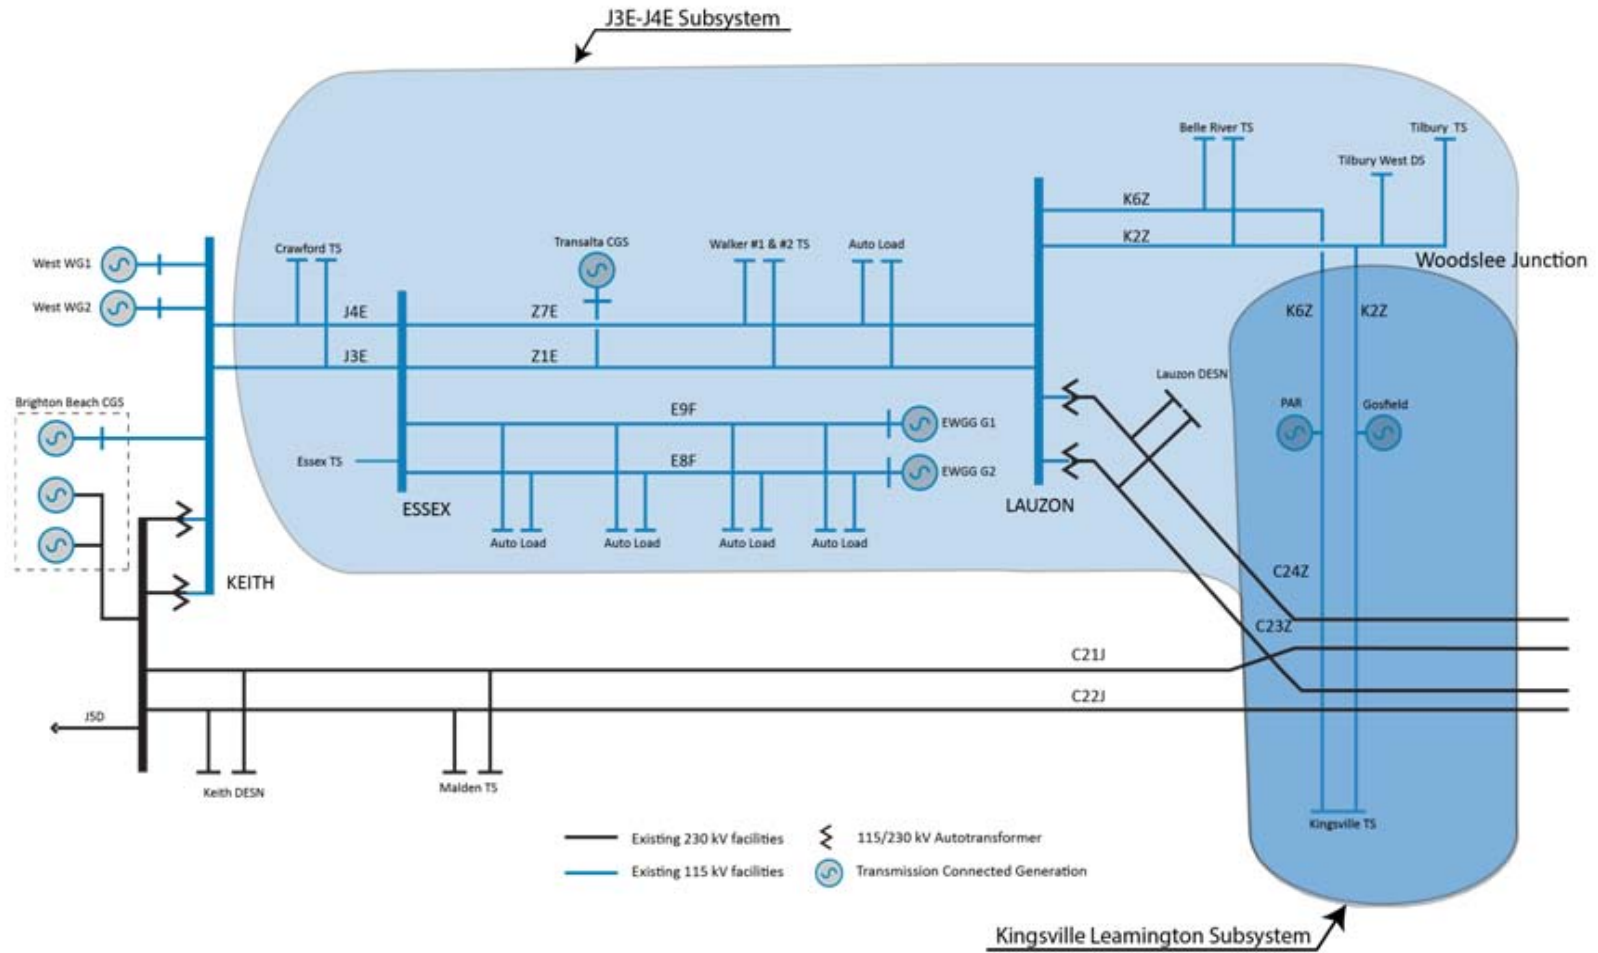 J3E-J4E Subsystem
Belle River TS
Tilbury TS
Tilbury West DS
K6Z
K2Z
Woodslee Junction
West WG1
West WG2
Crawford TS
Transalta CGS
Walker #1 & #2 TS
Auto Load
J4E
Z7E
J3E
Z1E
K6Z
K2Z
Lauzon DESN
Brighton Beach CGS
PAR
Gosfield
E9F
EWGG G1
Essex TS
E8F
EWGG G2
ESSEX
LAUZON
Auto Load
Auto Load
Auto Load
Auto Load
KEITH
C24Z
C23Z
C21J
C22J
J5D
Keith DESN
Malden TS
Kingsville TS
Existing 230 kV facilities
115/230 kV Autotransformer
Existing 115 kV facilities
Transmission Connected Generation
Kingsville Leamington Subsystem